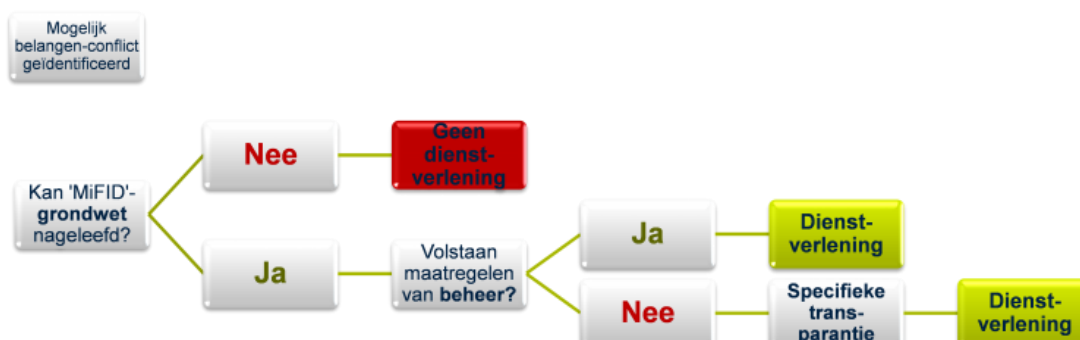 Mogelijk
belangen-conflict
geïdentificeerd
Kan 'MiFID'-
grondwet
nageleefd?
Nee
Geen
dienst-
verlening
Ja
Volstaan
maatregelen
van beheer?
Ja
Dienst-
verlening
Nee
Specifieke
trans-
parantie
Dienst-
verlening